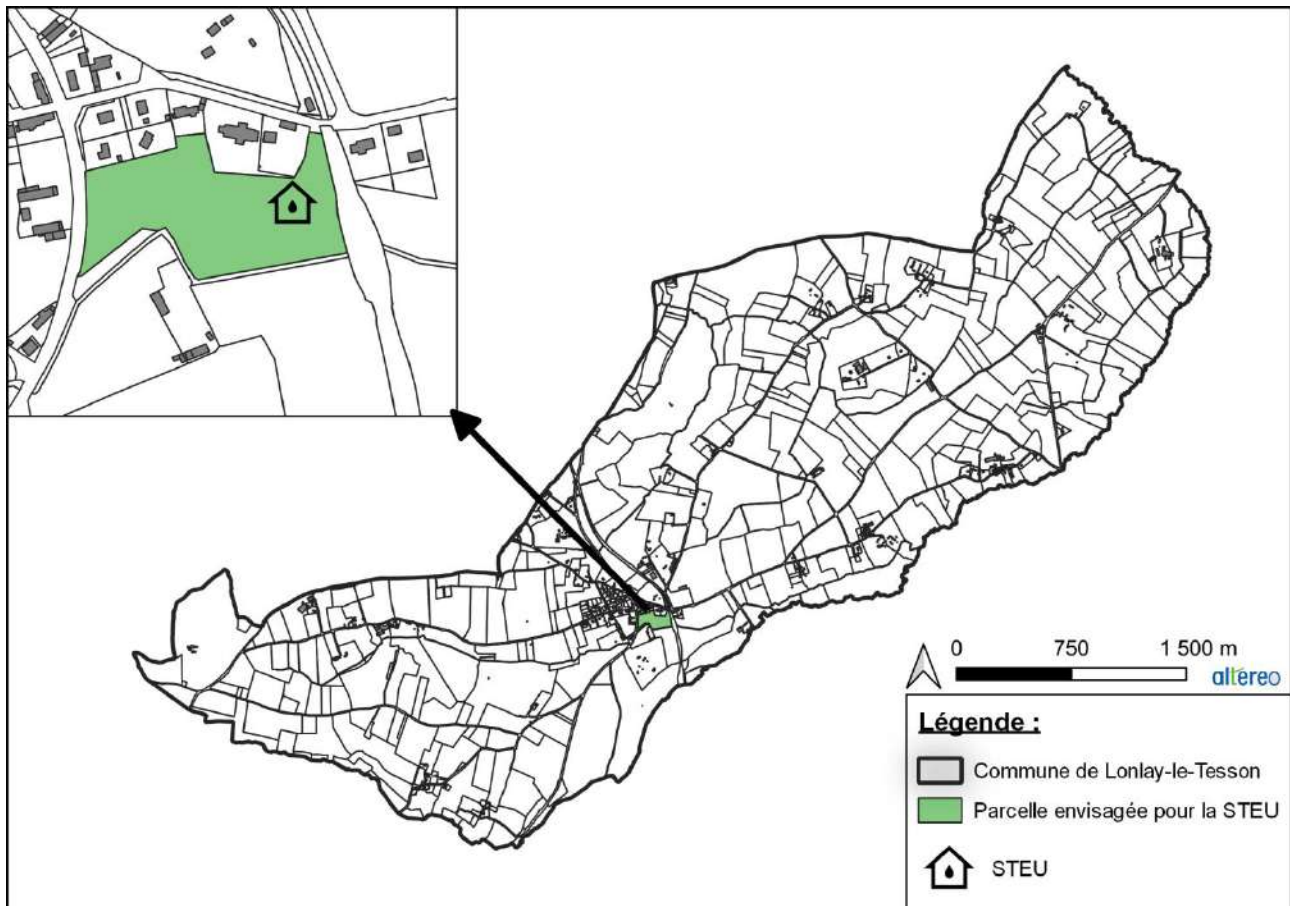 0 750 1 500 m
altereo
Légende :
Commune de Lonlay-le-Tesson
Parcelle envisagée pour la STEU
STEU